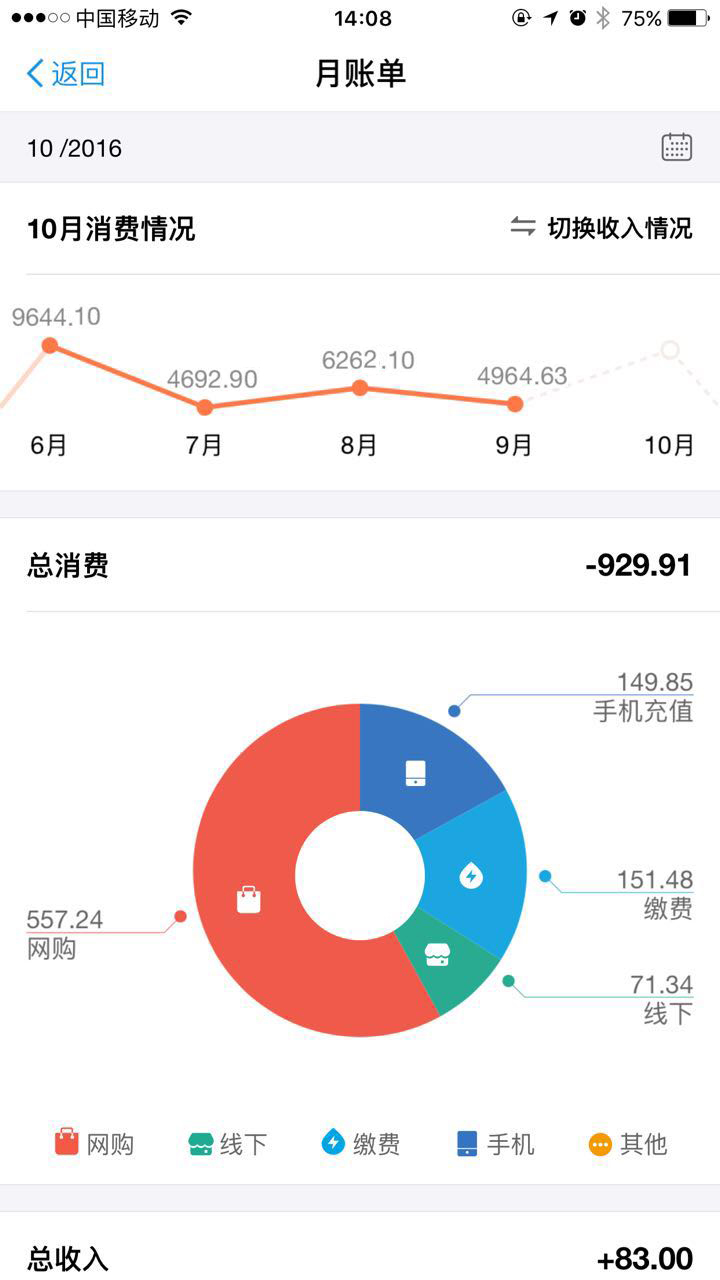 中国移动 14:08 75%
返回 月账单
10 /2016
10月消费情况 切换收入情况
9644.10 4692.90 6262.10 4964.63
6月 7月 8月 9月 10月
总消费 -929.91
149.85
手机充值
151.48
缴费
557.24
网购
71.34
线下
网购 线下 缴费 手机 其他
总收入 +83.00